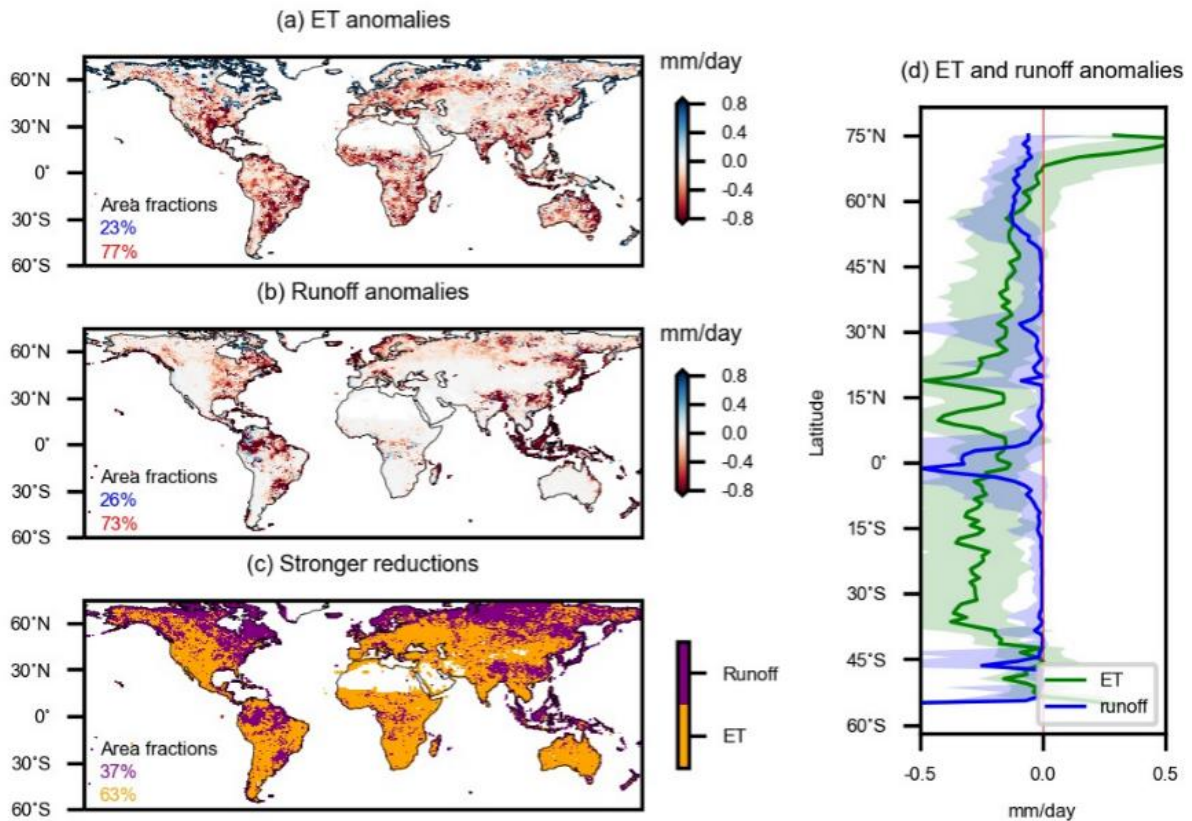 (a) ET anomalies
60°N
30°N
0°
30°S
60°S
Area fractions
23%
77%
mm/day
0.8
0.4
0.0
-0.4
-0.8
(b) Runoff anomalies
60°N
30°N
0°
30°S
60°S
Area fractions
26%
73%
mm/day
0.8
0.4
0.0
-0.4
-0.8
(c) Stronger reductions
60°N
30°N
0°
30°S
60°S
Area fractions
37%
63%
Runoff
ET
(d) ET and runoff anomalies
Latitude
75°N
60°N
45°N
30°N
15°N
0°
15°S
30°S
45°S
60°S
ET
runoff
-0.5
0.0
0.5
mm/day